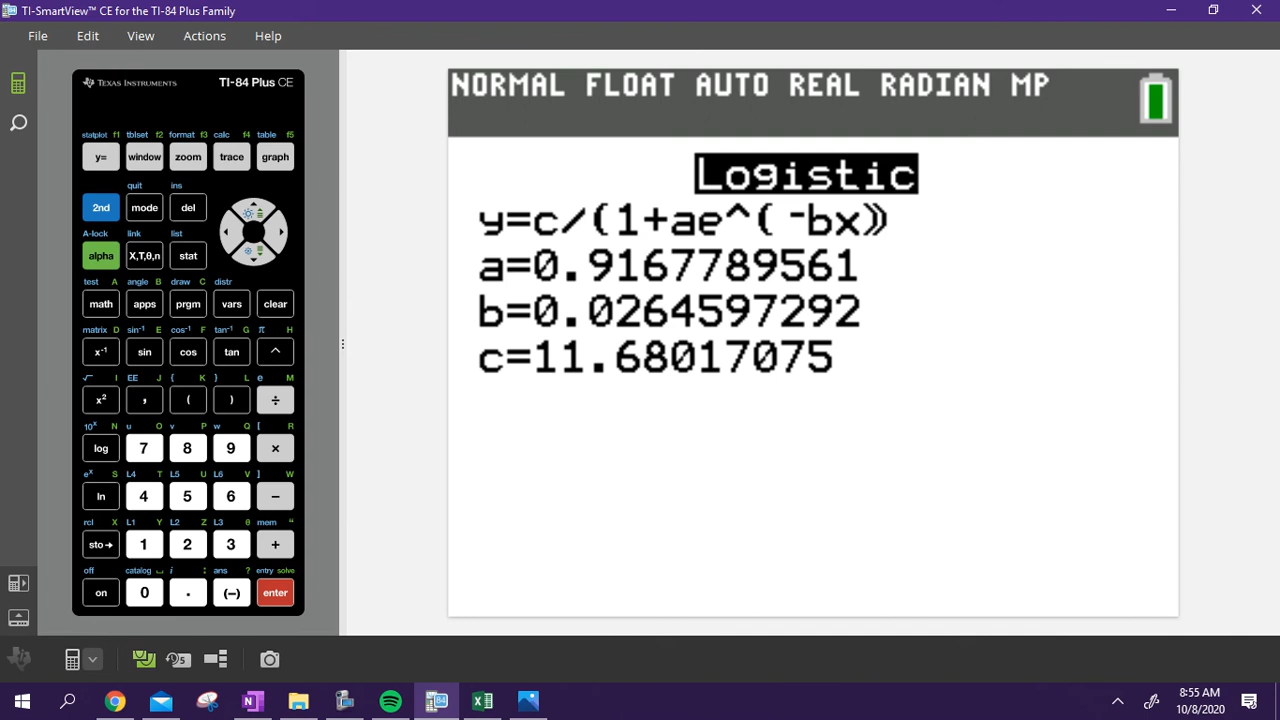 TI-SmartView™ CE for the TI-84 Plus Family
File Edit View Actions Help
TEXAS INSTRUMENTS TI-84 Plus CE
statplot f1 tblset f2 format f3 calc f4 table f5
y= window zoom trace graph
quit ins
2nd mode del
A-lock link list
alpha X,T,θ,n stat
test A angle B draw C distr
math apps prgm vars clear
matrix D sin⁻¹ E cos⁻¹ F tan⁻¹ G π H
x⁻¹ sin cos tan ^
√ I EE J { K } L e M
x² , ( ) ÷
10ˣ N u O v P w Q [ R
log 7 8 9 ×
eˣ S L4 T L5 U L6 V ] W
ln 4 5 6 −
rcl X L1 Y L2 Z L3 θ mem "
sto→ 1 2 3 +
off catalog ⎵ i : ans ? entry solve
on 0 . (−) enter
NORMAL FLOAT AUTO REAL RADIAN MP
Logistic
y=c/(1+ae^(⁻bx))
a=0.9167789561
b=0.0264597292
c=11.68017075
8:55 AM
10/8/2020